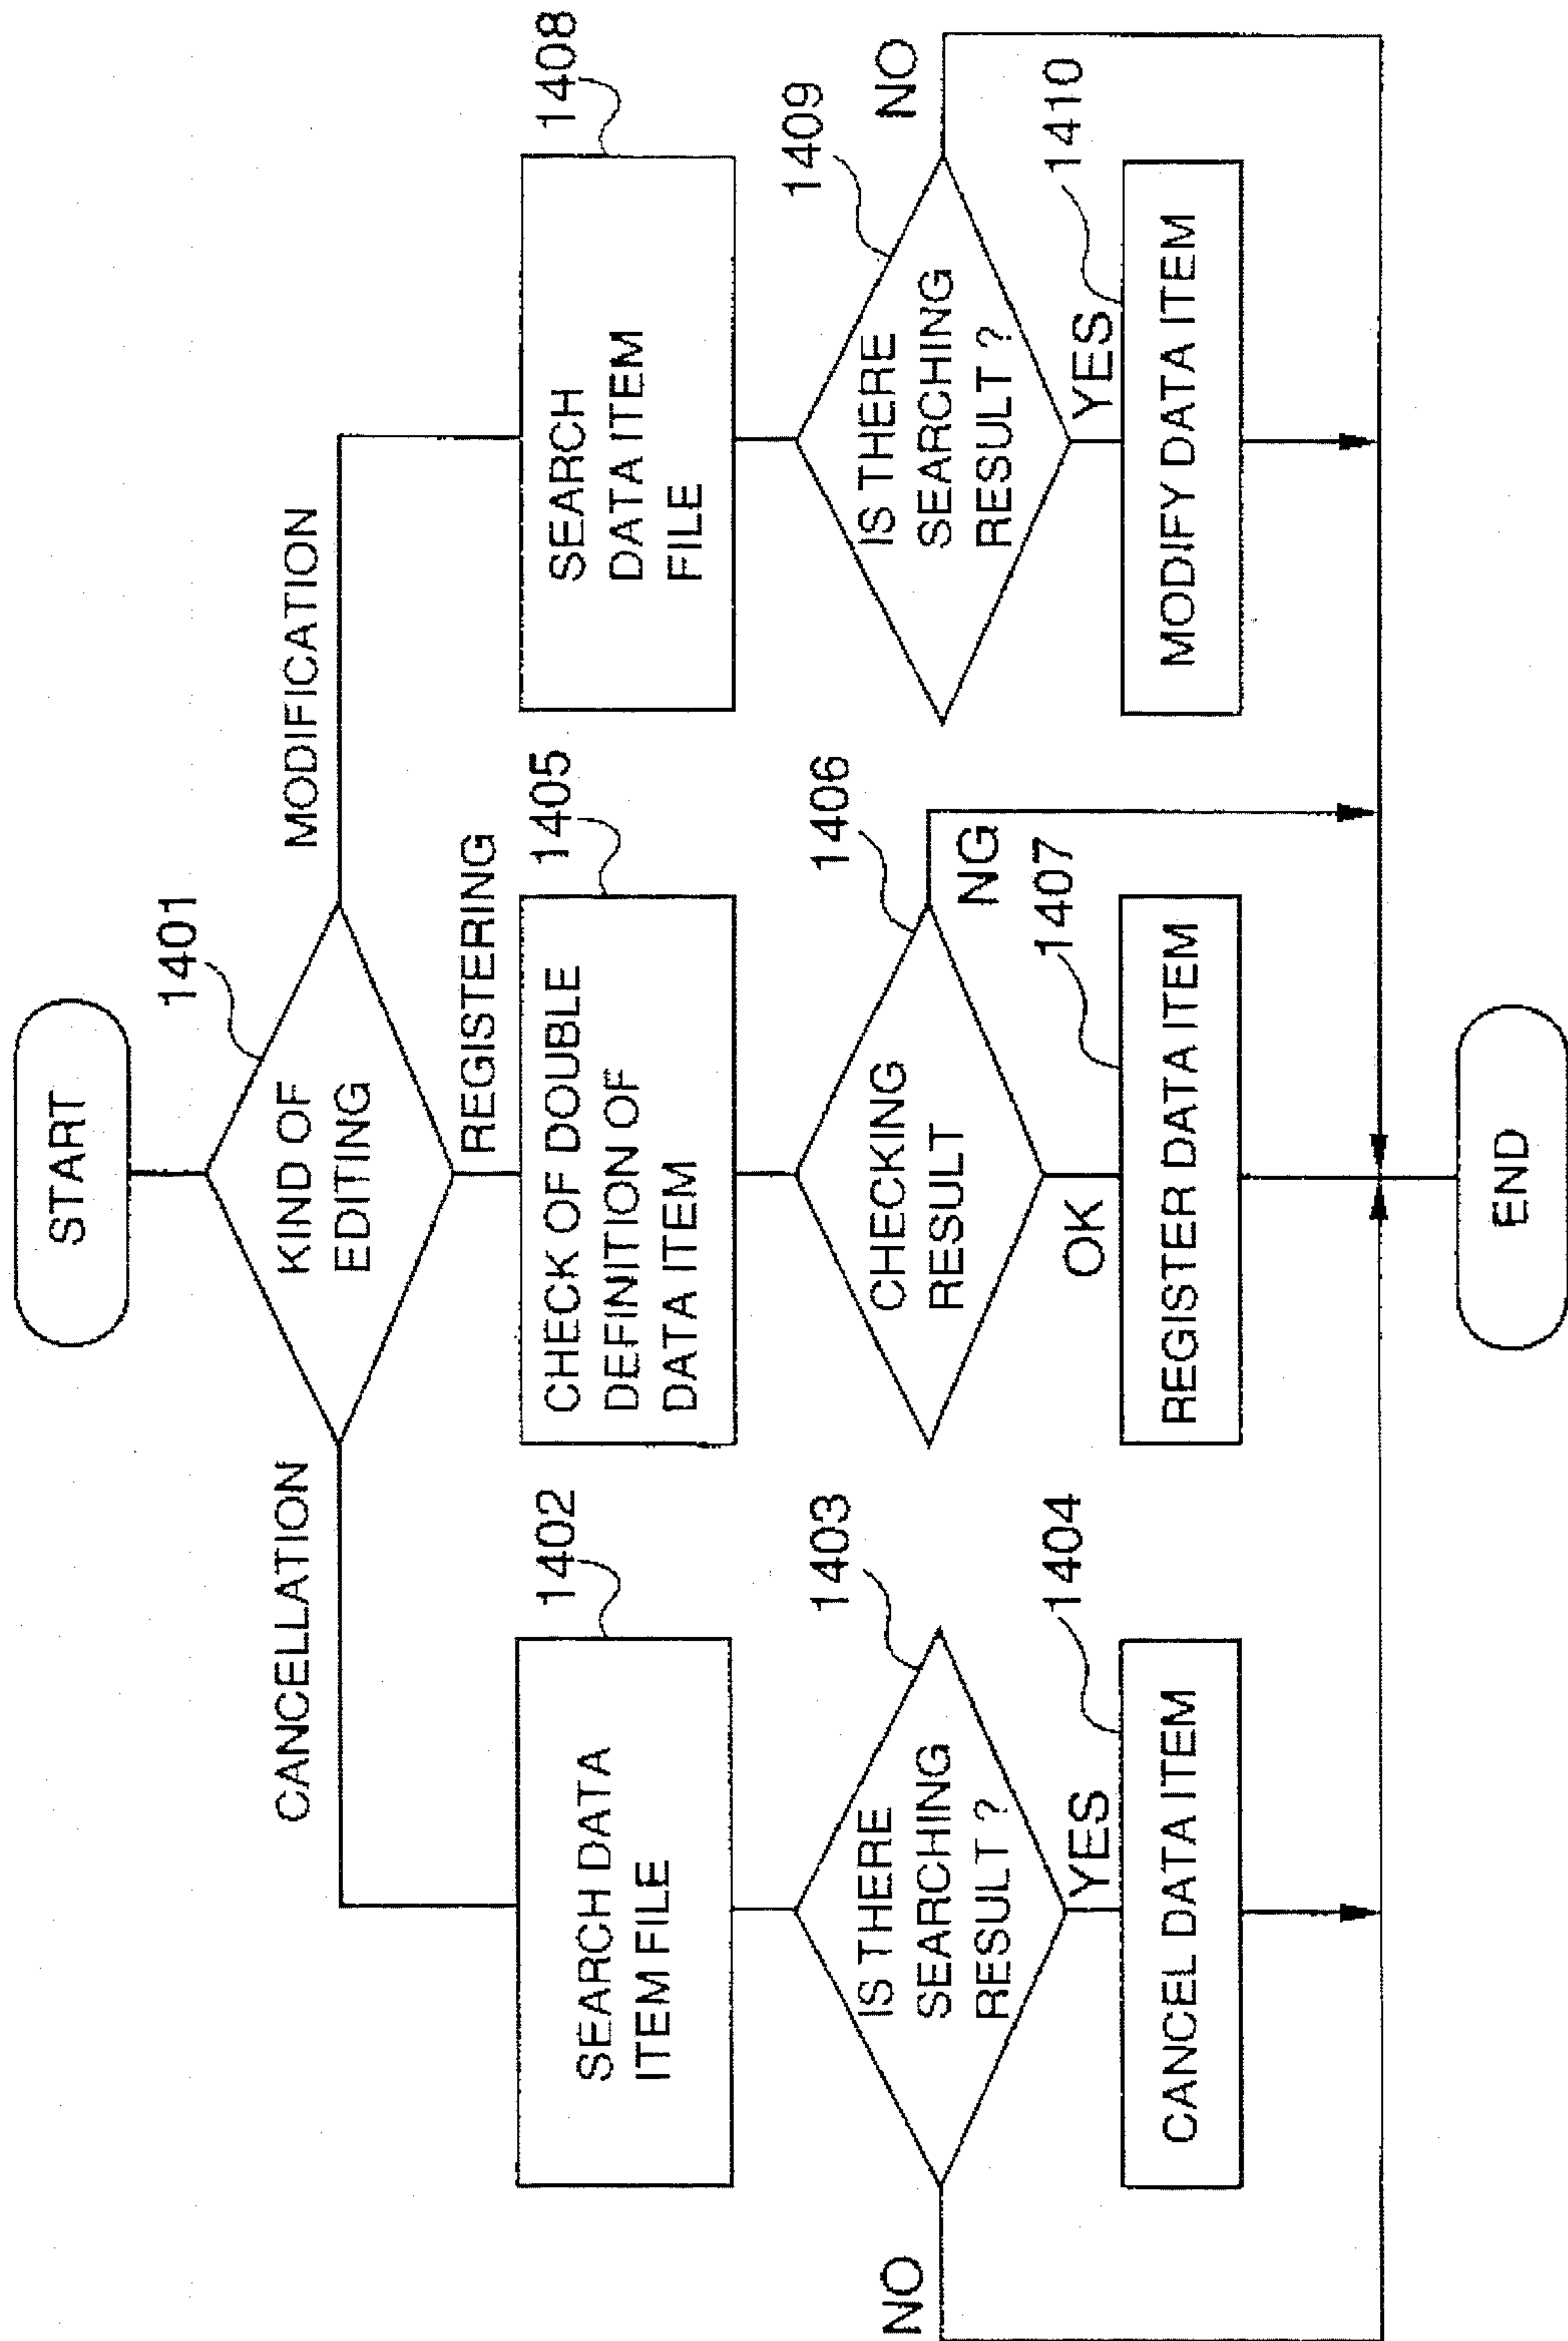 START
1401
KIND OF
EDITING
CANCELLATION
MODIFICATION
REGISTERING
1402
SEARCH DATA
ITEM FILE
1405
CHECK OF DOUBLE
DEFINITION OF
DATA ITEM
1408
SEARCH
DATA ITEM
FILE
1403
IS THERE
SEARCHING
RESULT ?
NO
YES
1406
CHECKING
RESULT
NG
OK
1409
IS THERE
SEARCHING
RESULT ?
NO
YES
1404
CANCEL DATA ITEM
1407
REGISTER DATA ITEM
1410
MODIFY DATA ITEM
END